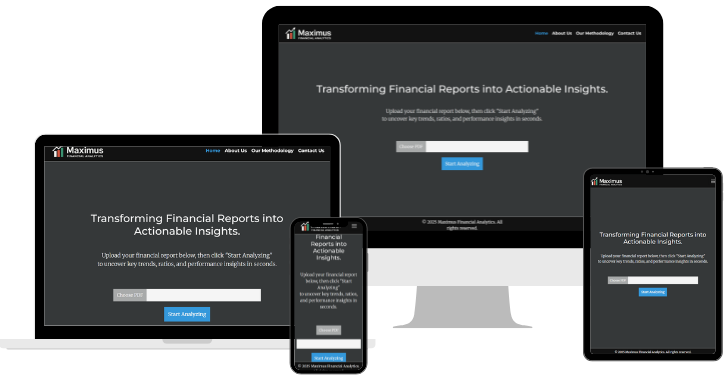 Maximus
FINANCIAL ANALYTICS
Home About Us Our Methodology Contact Us
Transforming Financial Reports into Actionable Insights.
Upload your financial report below, then click "Start Analyzing"
to uncover key trends, ratios, and performance insights in seconds.
Choose PDF
Start Analyzing
© 2025 Maximus Financial Analytics. All
rights reserved.
Maximus
FINANCIAL ANALYTICS
Home About Us Our Methodology Contact Us
Transforming Financial Reports into
Actionable Insights.
Upload your financial report below, then click "Start Analyzing"
to uncover key trends, ratios, and performance insights in seconds.
Choose PDF
Start Analyzing
Maximus
FINANCIAL ANALYTICS
Financial
Reports into
Actionable
Insights.
Upload your financial report
below, then click "Start
Analyzing"
to uncover key trends, ratios,
and performance insights in
seconds.
Choose PDF
Start Analyzing
© 2025 Maximus Financial Analytics.
Maximus
FINANCIAL ANALYTICS
Transforming Financial Reports into
Actionable Insights.
Upload your financial report below, then click "Start Analyzing"
to uncover key trends, ratios, and performance insights in seconds.
Choose PDF
Start Analyzing
© 2025 Maximus Financial Analytics. All rights reserved.